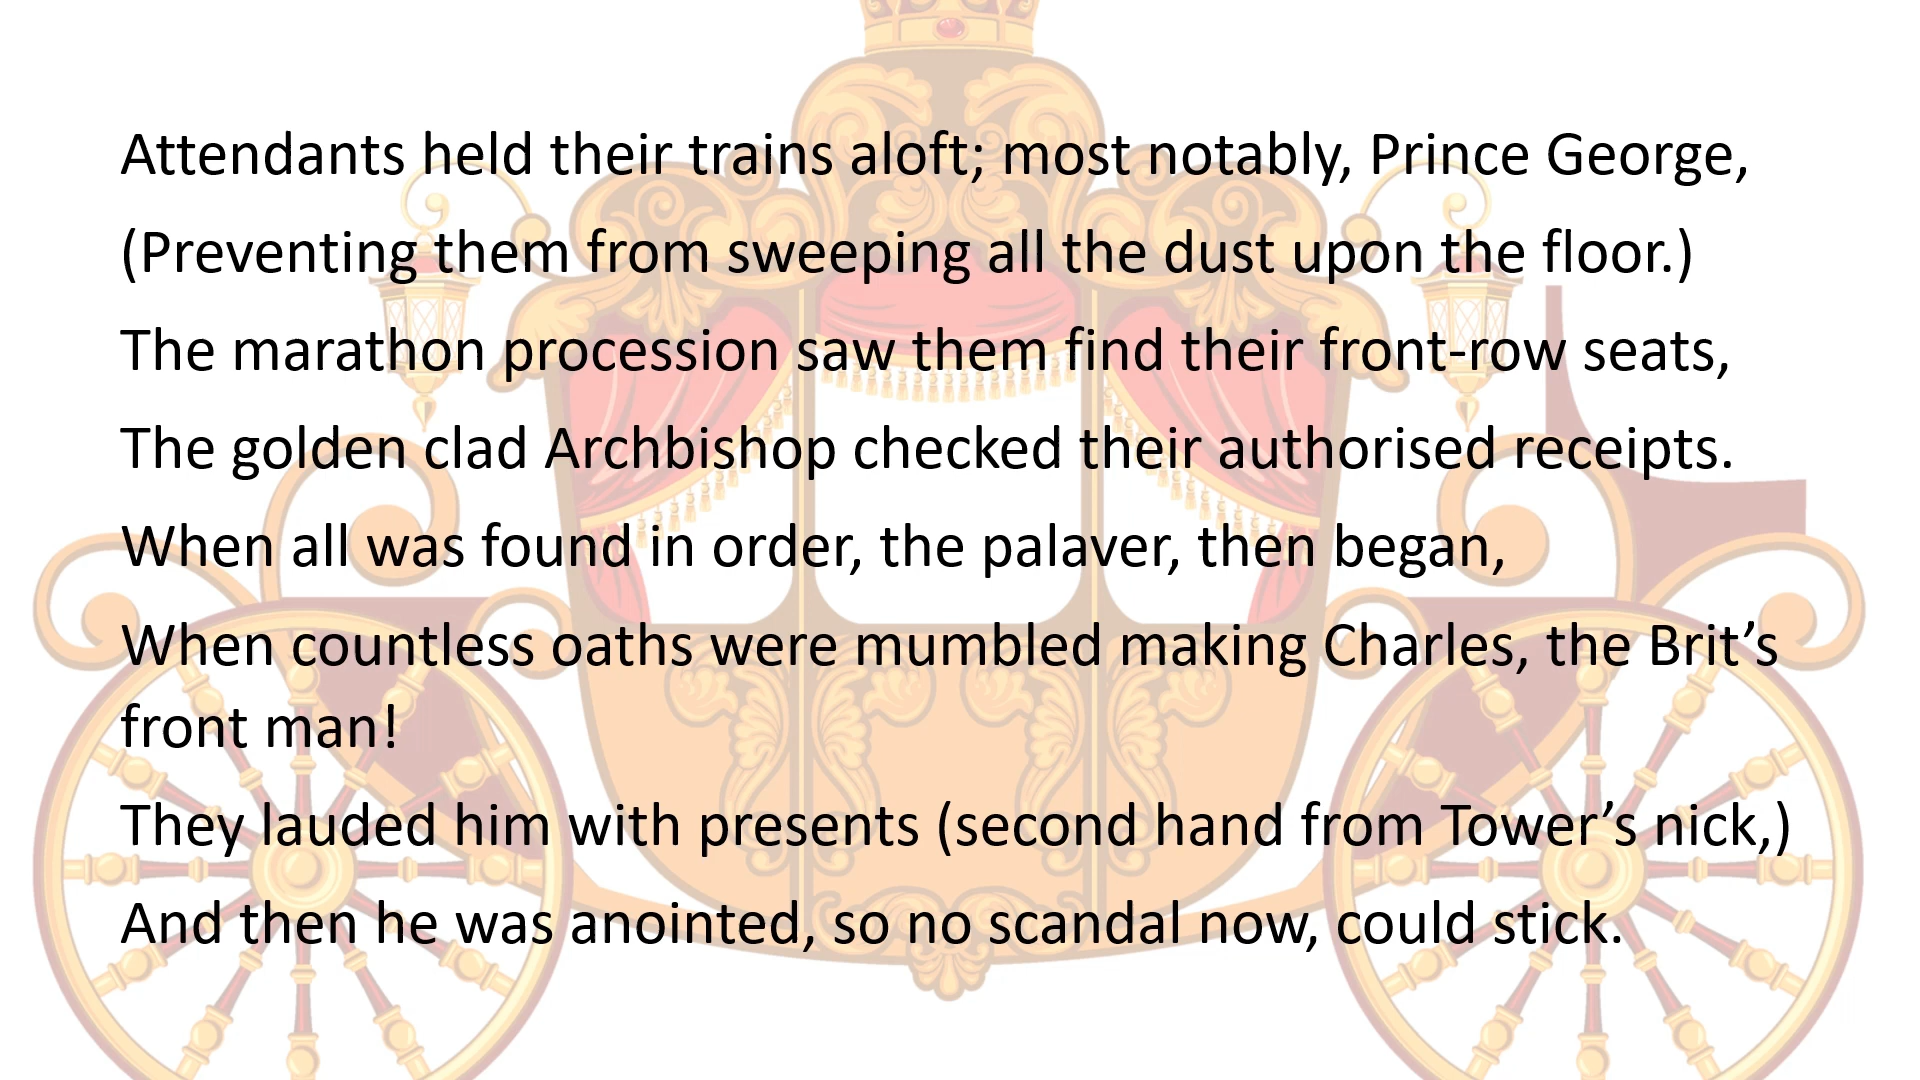 Attendants held their trains aloft; most notably, Prince George,
(Preventing them from sweeping all the dust upon the floor.)
The marathon procession saw them find their front-row seats,
The golden clad Archbishop checked their authorised receipts.
When all was found in order, the palaver, then began,
When countless oaths were mumbled making Charles, the Brit’s
front man!
They lauded him with presents (second hand from Tower’s nick,)
And then he was anointed, so no scandal now, could stick.